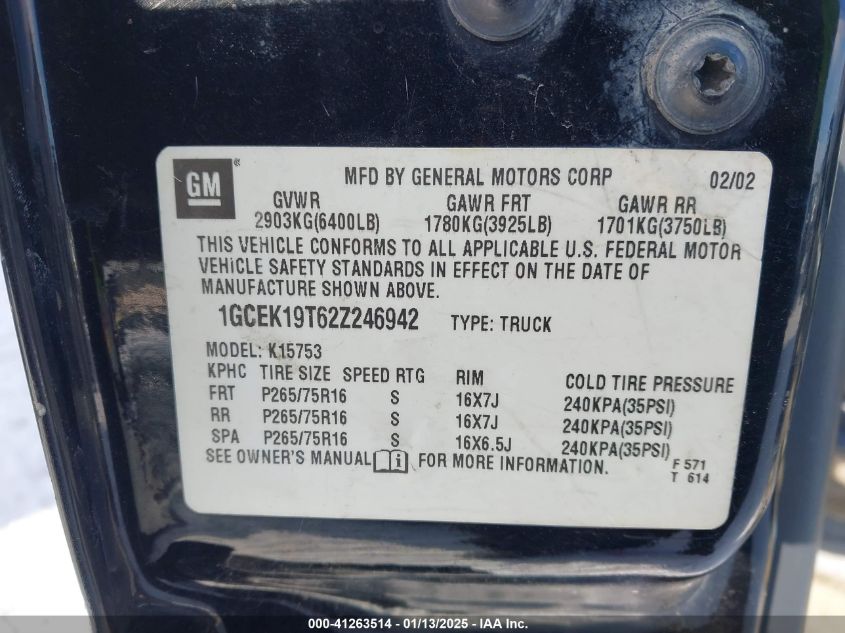 GM ® MFD BY GENERAL MOTORS CORP 02/02
GVWR GAWR FRT GAWR RR
2903KG(6400LB) 1780KG(3925LB) 1701KG(3750LB)
THIS VEHICLE CONFORMS TO ALL APPLICABLE U.S. FEDERAL MOTOR
VEHICLE SAFETY STANDARDS IN EFFECT ON THE DATE OF
MANUFACTURE SHOWN ABOVE.
1GCEK19T62Z246942 TYPE: TRUCK
MODEL: K15753
KPHC TIRE SIZE SPEED RTG RIM COLD TIRE PRESSURE
FRT P265/75R16 S 16X7J 240KPA(35PSI)
RR P265/75R16 S 16X7J 240KPA(35PSI)
SPA P265/75R16 S 16X6.5J 240KPA(35PSI)
SEE OWNER'S MANUAL i FOR MORE INFORMATION. F 571
T 614
000-41263514 - 01/13/2025 - IAA Inc.